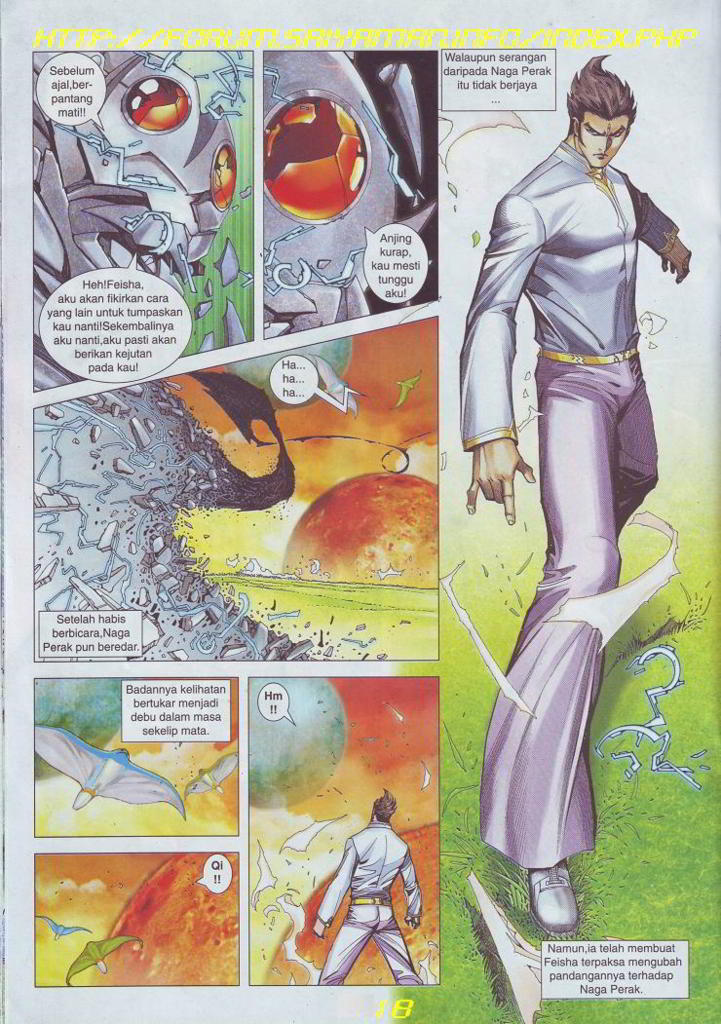 HTTP://FORUM.SAIYAMAN.INFO/INDEX.PHP
Sebelum
ajal,ber-
pantang
mati!!
Heh!Feisha,
aku akan fikirkan cara
yang lain untuk tumpaskan
kau nanti!Sekembalinya
aku nanti,aku pasti akan
berikan kejutan
pada kau!
Anjing
kurap,
kau mesti
tunggu
aku!
Walaupun serangan
daripada Naga Perak
itu tidak berjaya
...
Ha...
ha...
ha...
Setelah habis
berbicara,Naga
Perak pun beredar.
Badannya kelihatan
bertukar menjadi
debu dalam masa
sekelip mata.
Hm
!!
Qi
!!
Namun,ia telah membuat
Feisha terpaksa mengubah
pandangannya terhadap
Naga Perak.
18